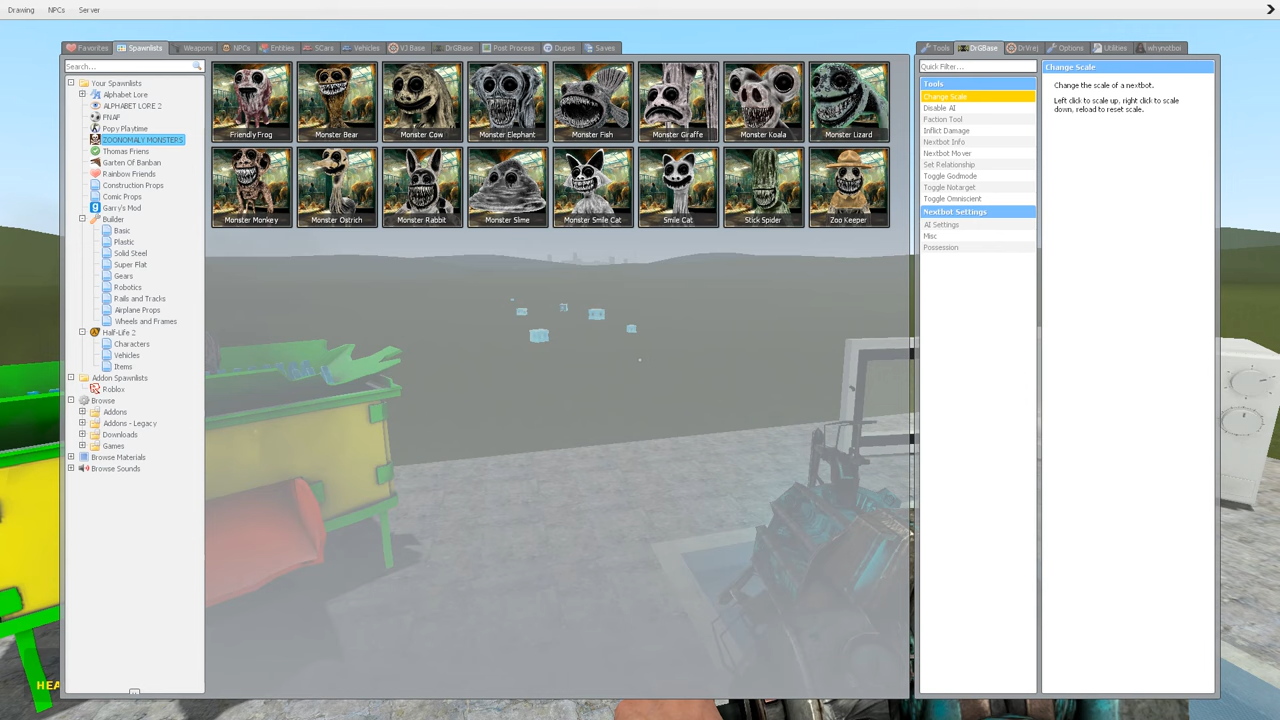 Drawing NPCs Server
Favorites Spawnlists Weapons NPCs Entities SCars Vehicles VJ Base DrGBase Post Process Dupes Saves
Tools DrGBase DrVrej Options Utilities whynotboi
Search...
Your Spawnlists
Alphabet Lore
ALPHABET LORE 2
FNAF
Popy Playtime
ZOONOMALY MONSTERS
Thomas Friens
Garten Of Banban
Rainbow Friends
Construction Props
Comic Props
Garry's Mod
Builder
Basic
Plastic
Solid Steel
Super Flat
Gears
Robotics
Rails and Tracks
Airplane Props
Wheels and Frames
Half-Life 2
Characters
Vehicles
Items
Addon Spawnlists
Roblox
Browse
Addons
Addons - Legacy
Downloads
Games
Browse Materials
Browse Sounds
Friendly Frog Monster Bear Monster Cow Monster Elephant Monster Fish Monster Giraffe Monster Koala Monster Lizard
Monster Monkey Monster Ostrich Monster Rabbit Monster Slime Monster Smile Cat Smile Cat Stick Spider Zoo Keeper
Quick Filter...
Tools
Change Scale
Disable AI
Faction Tool
Inflict Damage
Nextbot Info
Nextbot Mover
Set Relationship
Toggle Godmode
Toggle Notarget
Toggle Omniscient
Nextbot Settings
AI Settings
Misc
Possession
Change Scale
Change the scale of a nextbot.
Left click to scale up, right click to scale
down, reload to reset scale.
HEA